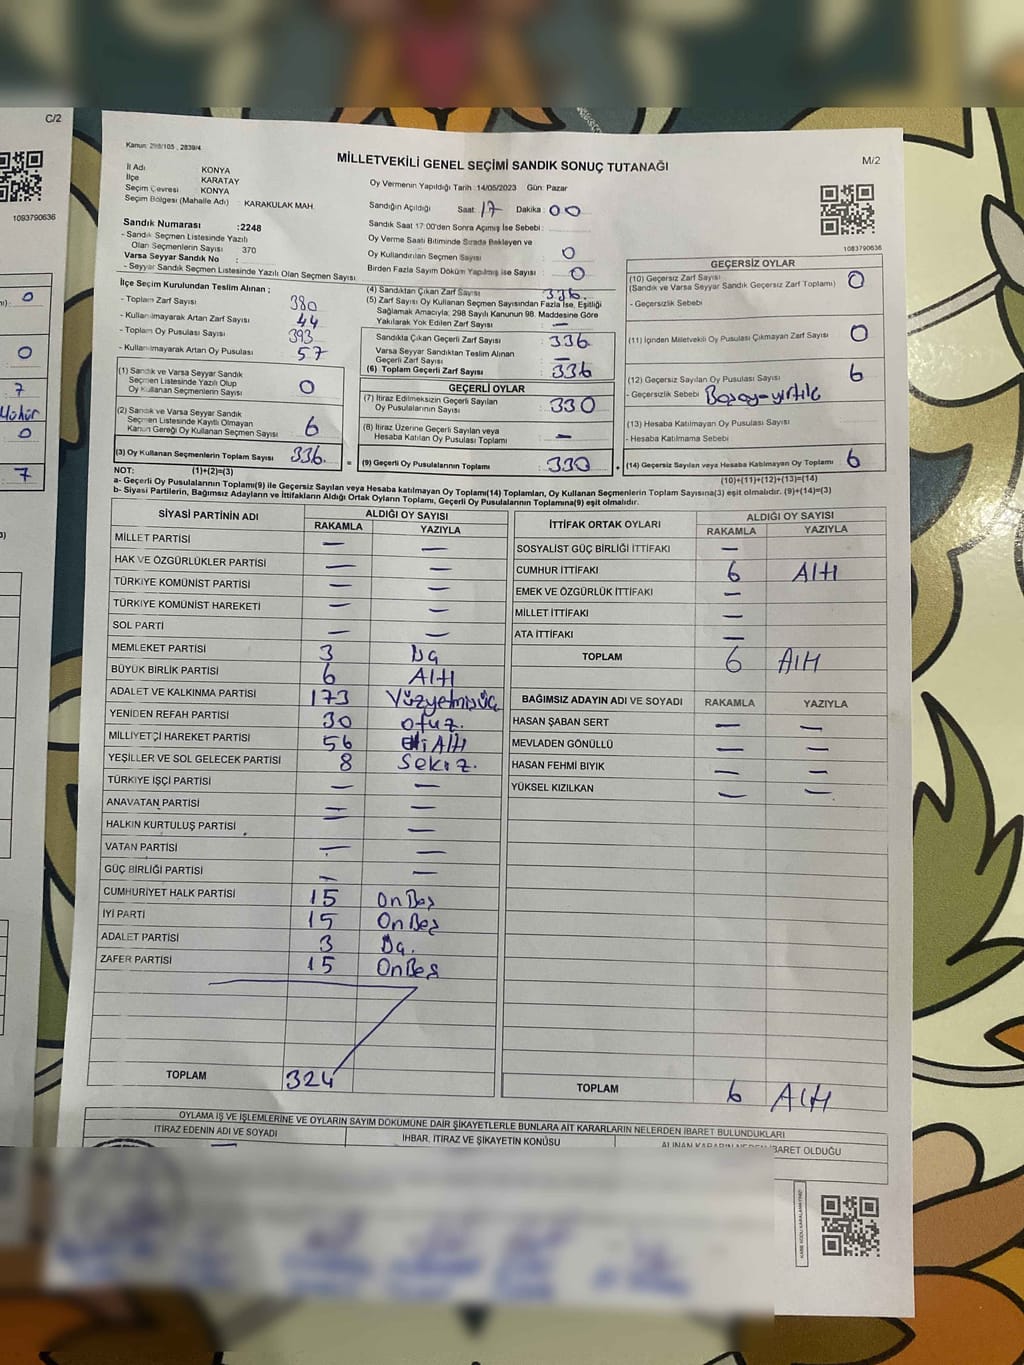 C/2
1093790636
Kanun: 298/105 , 2839/4
MİLLETVEKİLİ GENEL SEÇİMİ SANDIK SONUÇ TUTANAĞI
M/2
İl Adı KONYA
İlçe KARATAY
Seçim Çevresi KONYA
Seçim Bölgesi (Mahalle Adı) KARAKULAK MAH.
Oy Vermenin Yapıldığı Tarih :14/05/2023 Gün: Pazar
Sandığın Açıldığı Saat: 17 Dakika : 00
Sandık Saat 17:00'den Sonra Açımış İse Sebebi :
Oy Verme Saati Bitiminde Sırada Bekleyen ve
Oy Kullandırılan Seçmen Sayısı 0
Birden Fazla Sayım Döküm Yapılmış ise Sayısı 0
1083790636
Sandık Numarası :2248
- Sandık Seçmen Listesinde Yazılı
Olan Seçmenlerin Sayısı 370
Varsa Seyyar Sandık No :
- Seyyar Sandık Seçmen Listesinde Yazılı Olan Seçmen Sayısı
İlçe Seçim Kurulundan Teslim Alınan ;
- Toplam Zarf Sayısı 380
- Kullanılmayarak Artan Zarf Sayısı 44
- Toplam Oy Pusulası Sayısı 393
- Kullanılmayarak Artan Oy Pusulası 57
(1) Sandık ve Varsa Seyyar Sandık
Seçmen Listesinde Yazılı Olup
Oy Kullanan Seçmenlerin Sayısı 0
(2) Sandık ve Varsa Seyyar Sandık
Seçmen Listesinde Kayıtlı Olmayan
Kanun Gereği Oy Kullanan Seçmen Sayısı 6
(3) Oy Kullanan Seçmenlerin Toplam Sayısı 336
(4) Sandıktan Çıkan Zarf Sayısı 336
(5) Zarf Sayısı Oy Kullanan Seçmen Sayısından Fazla İse, Eşitliği
Sağlamak Amacıyla; 298 Sayılı Kanunun 98. Maddesine Göre
Yakılarak Yok Edilen Zarf Sayısı —
Sandıkta Çıkan Geçerli Zarf Sayısı 336
Varsa Seyyar Sandıktan Teslim Alınan
Geçerli Zarf Sayısı —
(6) Toplam Geçerli Zarf Sayısı 336
GEÇERLİ OYLAR
(7) İtiraz Edilmeksizin Geçerli Sayılan
Oy Pusulalarının Sayısı 330
(8) İtiraz Üzerine Geçerli Sayılan veya
Hesaba Katılan Oy Pusulası Toplamı —
(9) Geçerli Oy Pusulalarının Toplamı 330
GEÇERSİZ OYLAR
(10) Geçersiz Zarf Sayısı 0
(Sandık ve Varsa Seyyar Sandık Geçersiz Zarf Toplamı)
- Geçersizlik Sebebi
(11) İçinden Milletvekili Oy Pusulası Çıkmayan Zarf Sayısı 0
(12) Geçersiz Sayılan Oy Pusulası Sayısı 6
- Geçersizlik Sebebi
(13) Hesaba Katılmayan Oy Pusulası Sayısı
- Hesaba Katılmama Sebebi
(14) Geçersiz Sayılan veya Hesaba Katılmayan Oy Toplamı 6
NOT: (1)+(2)=(3)
(10)+(11)+(12)+(13)=(14)
a- Geçerli Oy Pusulalarının Toplamı(9) ile Geçersiz Sayılan veya Hesaba katılmayan Oy Toplamı(14) Toplamları, Oy Kullanan Seçmenlerin Toplam Sayısına(3) eşit olmalıdır. (9)+(14)=(3)
b- Siyasi Partilerin, Bağımsız Adayların ve İttifakların Aldığı Ortak Oyların Toplamı, Geçerli Oy Pusulalarının Toplamına(9) eşit olmalıdır.
SİYASİ PARTİNİN ADI ALDIĞI OY SAYISI
RAKAMLA YAZIYLA
MİLLET PARTİSİ — —
HAK VE ÖZGÜRLÜKLER PARTİSİ — —
TÜRKİYE KOMÜNİST PARTİSİ — —
TÜRKİYE KOMÜNİST HAREKETİ — —
SOL PARTİ — —
MEMLEKET PARTİSİ 3
BÜYÜK BİRLİK PARTİSİ 6 Altı
ADALET VE KALKINMA PARTİSİ 173 Yüzyetmişüç
YENİDEN REFAH PARTİSİ 30 otuz.
MİLLİYETÇİ HAREKET PARTİSİ 56 Elli Altı
YEŞİLLER VE SOL GELECEK PARTİSİ 8 Sekiz.
TÜRKİYE İŞÇİ PARTİSİ — —
ANAVATAN PARTİSİ — —
HALKIN KURTULUŞ PARTİSİ — —
VATAN PARTİSİ — —
GÜÇ BİRLİĞİ PARTİSİ — —
CUMHURİYET HALK PARTİSİ 15 OnBeş
İYİ PARTİ 15 OnBeş
ADALET PARTİSİ 3
ZAFER PARTİSİ 15 OnBeş
TOPLAM 324
İTTİFAK ORTAK OYLARI ALDIĞI OY SAYISI
RAKAMLA YAZIYLA
SOSYALİST GÜÇ BİRLİĞİ İTTİFAKI —
CUMHUR İTTİFAKI 6 Altı
EMEK VE ÖZGÜRLÜK İTTİFAKI —
MİLLET İTTİFAKI —
ATA İTTİFAKI —
TOPLAM 6 Altı
BAĞIMSIZ ADAYIN ADI VE SOYADI RAKAMLA YAZIYLA
HASAN ŞABAN SERT — —
MEVLADEN GÖNÜLLÜ — —
HASAN FEHMİ BIYIK — —
YÜKSEL KIZILKAN — —
TOPLAM 6 Altı
OYLAMA İŞ VE İŞLEMLERİNE VE OYLARIN SAYIM DÖKÜMÜNE DAİR ŞİKAYETLERLE BUNLARA AİT KARARLARIN NELERDEN İBARET BULUNDUKLARI
İTİRAZ EDENİN ADI VE SOYADI İHBAR, İTİRAZ VE ŞİKAYETİN KONUSU ALINAN KARARIN NEDEN İBARET OLDUĞU